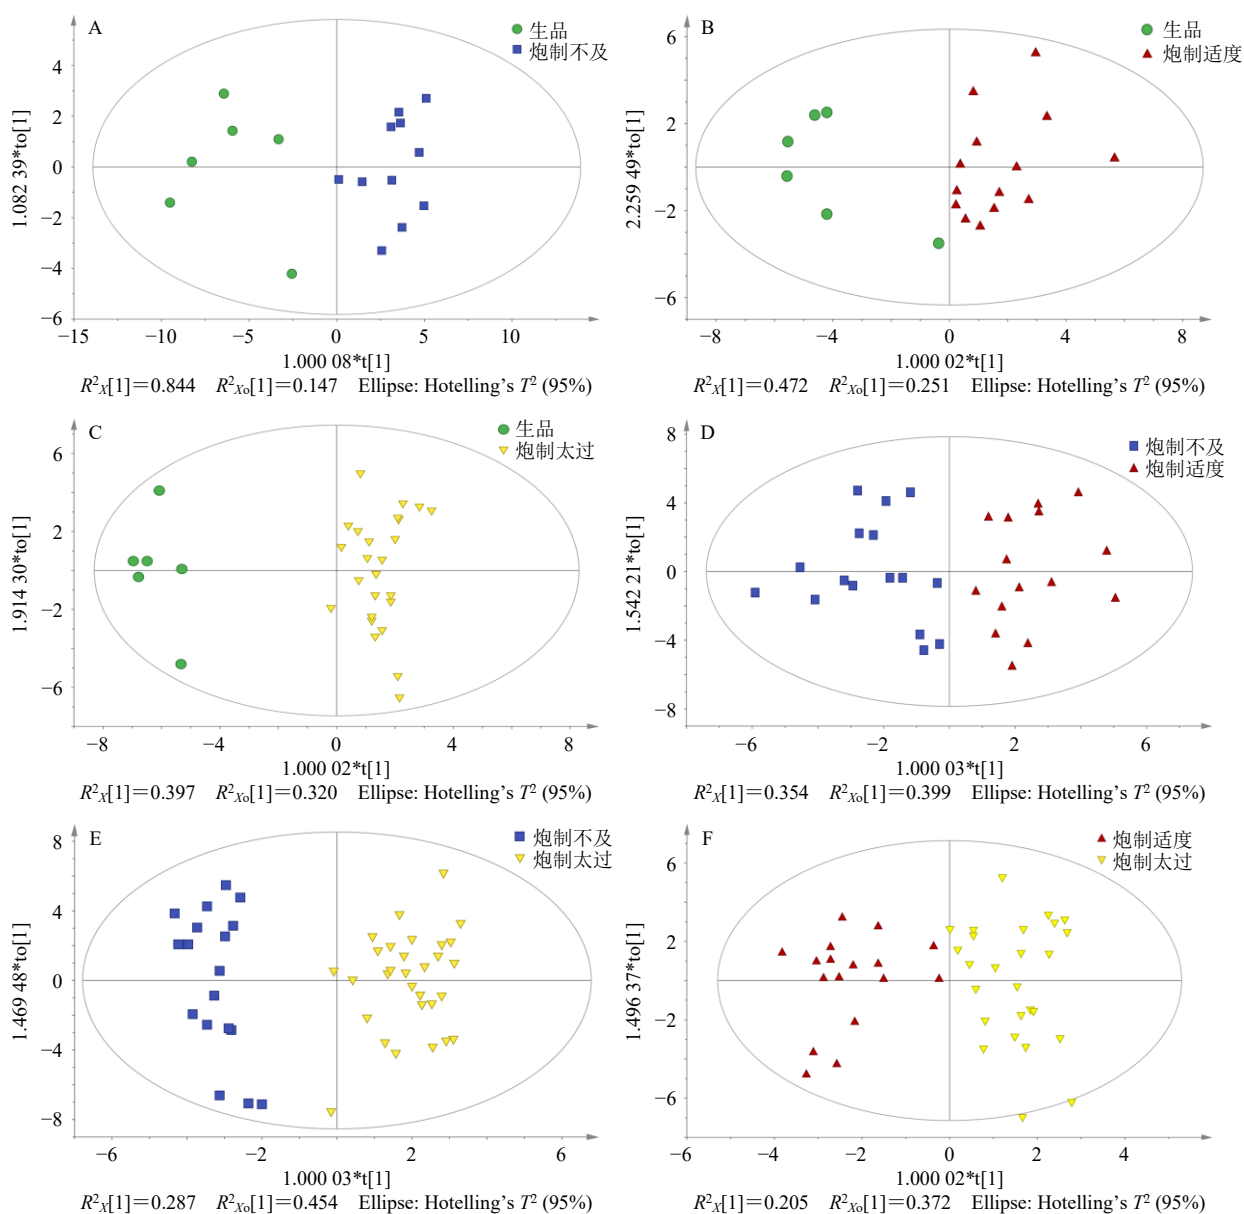 A
生品
炮制不及
4
2
0
−2
−4
−6
1.082 39*to[1]
−15 −10 −5 0 5 10
1.000 08*t[1]
R²X[1]=0.844 R²Xo[1]=0.147 Ellipse: Hotelling's T² (95%)
B
生品
炮制适度
6
2
−2
−6
2.259 49*to[1]
−8 −4 0 4 8
1.000 02*t[1]
R²X[1]=0.472 R²Xo[1]=0.251 Ellipse: Hotelling's T² (95%)
C
生品
炮制太过
6
2
−2
−6
1.914 30*to[1]
−8 −4 0 4 8
1.000 02*t[1]
R²X[1]=0.397 R²Xo[1]=0.320 Ellipse: Hotelling's T² (95%)
D
炮制不及
炮制适度
8
4
0
−4
−8
1.542 21*to[1]
−6 −2 2 6
1.000 03*t[1]
R²X[1]=0.354 R²Xo[1]=0.399 Ellipse: Hotelling's T² (95%)
E
炮制不及
炮制太过
8
4
0
−4
−8
1.469 48*to[1]
−6 −2 2 6
1.000 03*t[1]
R²X[1]=0.287 R²Xo[1]=0.454 Ellipse: Hotelling's T² (95%)
F
炮制适度
炮制太过
6
2
−2
−6
1.496 37*to[1]
−6 −4 −2 0 2 4
1.000 02*t[1]
R²X[1]=0.205 R²Xo[1]=0.372 Ellipse: Hotelling's T² (95%)